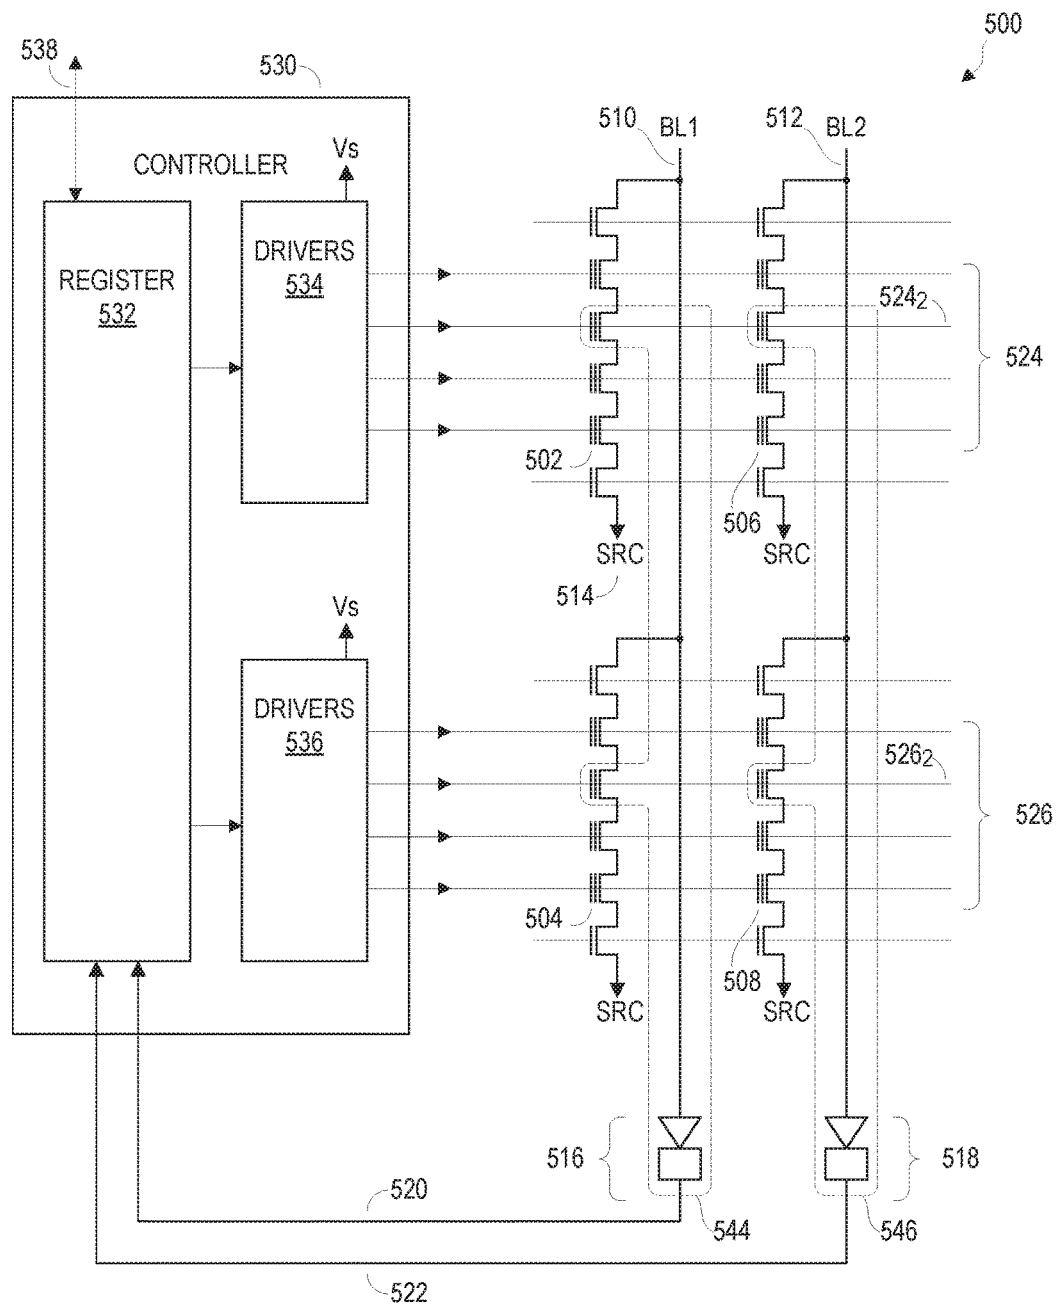 500
538
530
510
BL1
512
BL2
Vs
CONTROLLER
DRIVERS
534
REGISTER
532
524₂
524
502
506
SRC
SRC
514
Vs
DRIVERS
536
526₂
526
504
508
SRC
SRC
516
518
520
544
546
522